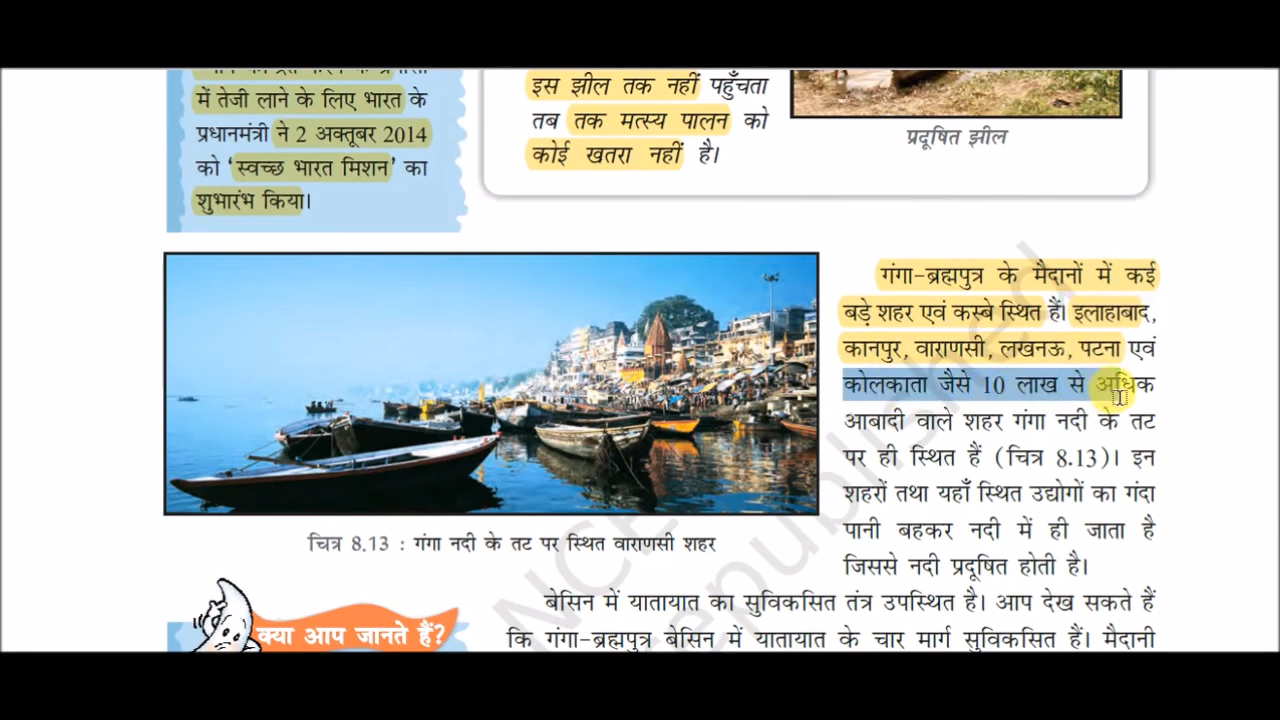 में तेजी लाने के लिए भारत के
प्रधानमंत्री ने 2 अक्तूबर 2014
को ‘स्वच्छ भारत मिशन’ का
शुभारंभ किया।
इस झील तक नहीं पहुँचता
तब तक मत्स्य पालन को
कोई खतरा नहीं है।
प्रदूषित झील
गंगा-ब्रह्मपुत्र के मैदानों में कई
बड़े शहर एवं कस्बे स्थित हैं। इलाहाबाद,
कानपुर, वाराणसी, लखनऊ, पटना एवं
कोलकाता जैसे 10 लाख से अधिक
आबादी वाले शहर गंगा नदी के तट
पर ही स्थित हैं (चित्र 8.13)। इन
शहरों तथा यहाँ स्थित उद्योगों का गंदा
पानी बहकर नदी में ही जाता है
जिससे नदी प्रदूषित होती है।
चित्र 8.13 : गंगा नदी के तट पर स्थित वाराणसी शहर
बेसिन में यातायात का सुविकसित तंत्र उपस्थित है। आप देख सकते हैं
कि गंगा-ब्रह्मपुत्र बेसिन में यातायात के चार मार्ग सुविकसित हैं। मैदानी
क्या आप जानते हैं?